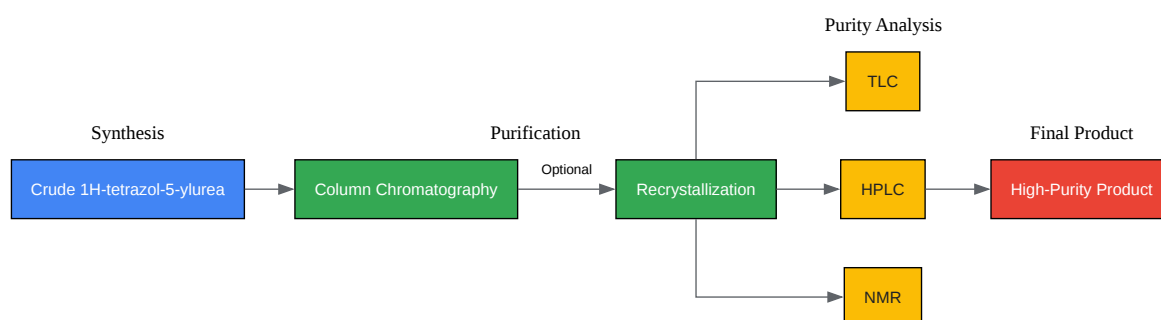 Purity Analysis
TLC
Synthesis
Purification
Final Product
Crude 1H-tetrazol-5-ylurea
Column Chromatography
Optional
Recrystallization
HPLC
High-Purity Product
NMR